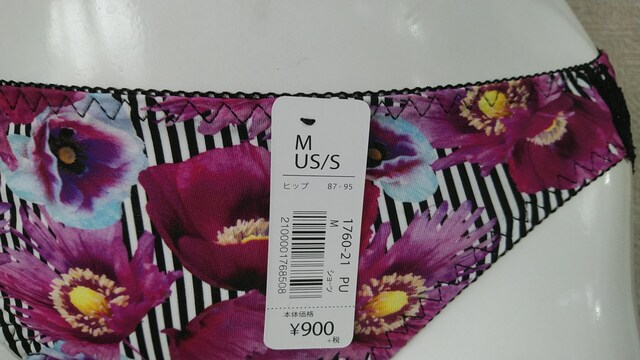 M
US/S
ヒップ 87-95
1760-21 PU
M ショーツ
2100001768508
本体価格
¥900
+税